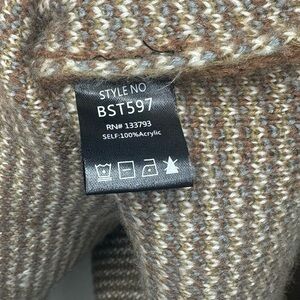 STYLE NO
BST597
RN# 133793
SELF:100%Acrylic